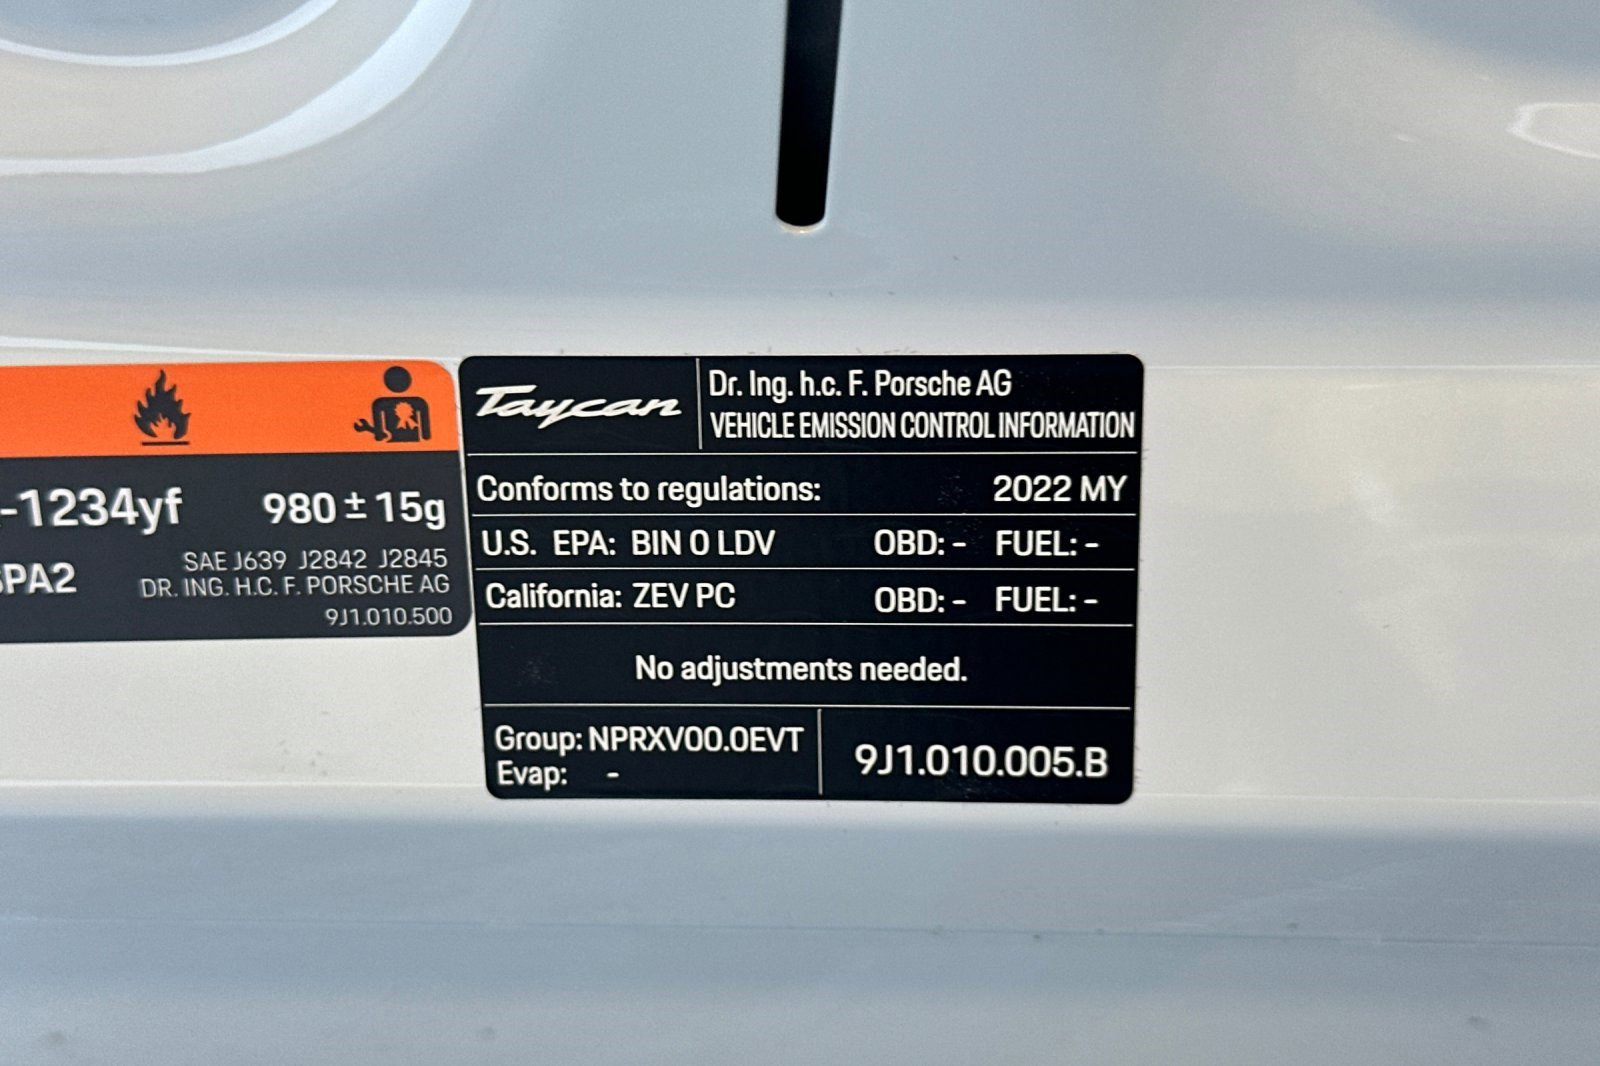 -1234yf 980 ± 15g
SAE J639 J2842 J2845
PA2
DR. ING. H.C. F. PORSCHE AG
9J1.010.500
Taycan
Dr. Ing. h.c. F. Porsche AG
VEHICLE EMISSION CONTROL INFORMATION
Conforms to regulations: 2022 MY
U.S. EPA: BIN 0 LDV OBD: - FUEL: -
California: ZEV PC OBD: - FUEL: -
No adjustments needed.
Group: NPRXV00.0EVT
Evap: -
9J1.010.005.B